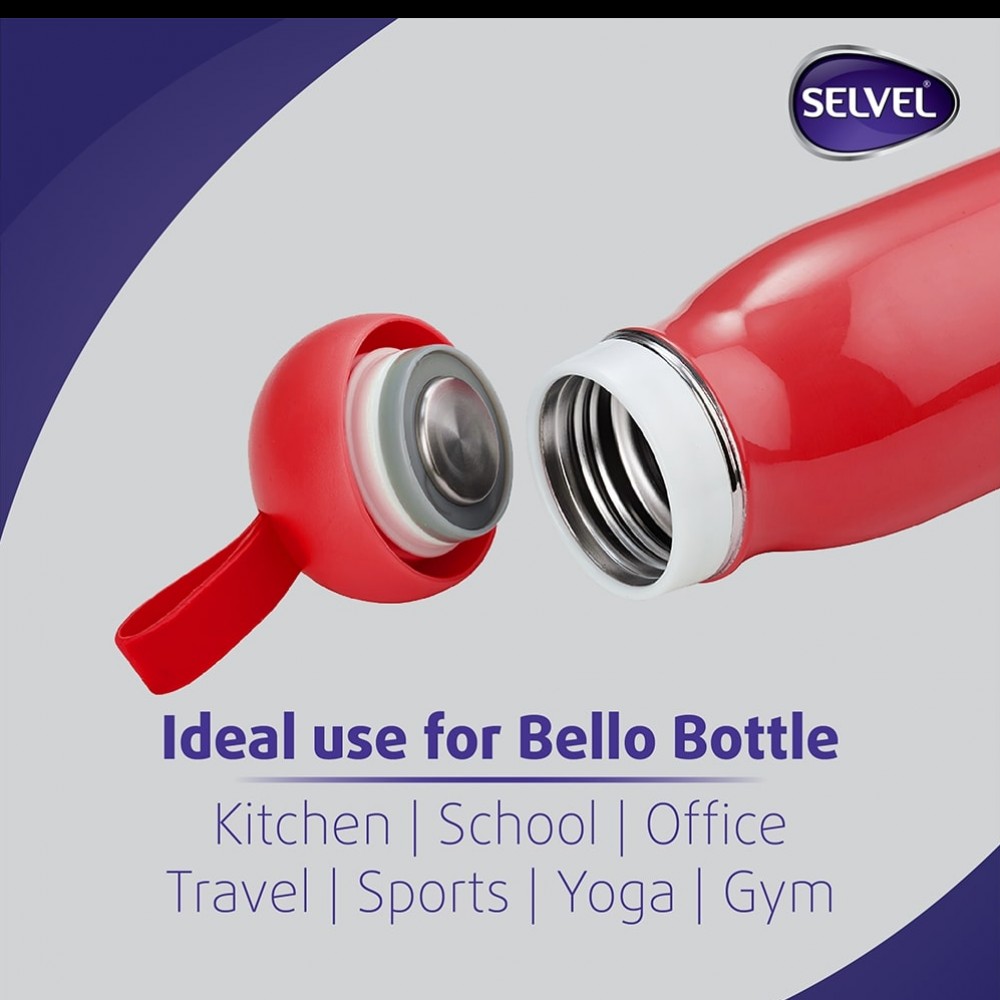 SELVEL®
Ideal use for Bello Bottle
Kitchen | School | Office
Travel | Sports | Yoga | Gym